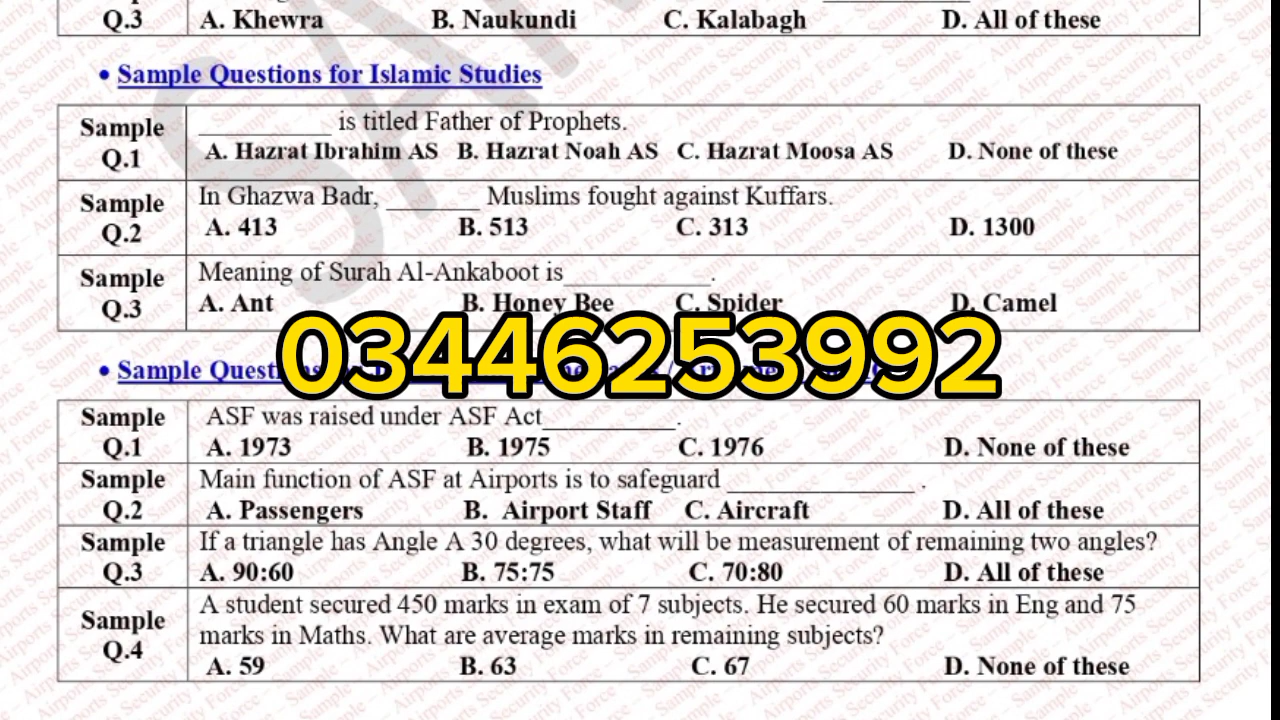 Q.3 A. Khewra B. Naukundi C. Kalabagh D. All of these
• Sample Questions for Islamic Studies
Sample Q.1 __________ is titled Father of Prophets.
A. Hazrat Ibrahim AS B. Hazrat Noah AS C. Hazrat Moosa AS D. None of these
Sample Q.2 In Ghazwa Badr, _______ Muslims fought against Kuffars.
A. 413 B. 513 C. 313 D. 1300
Sample Q.3 Meaning of Surah Al-Ankaboot is___________.
A. Ant B. Honey Bee C. Spider D. Camel
03446253992
• Sample
Sample Q.1 ASF was raised under ASF Act__________.
A. 1973 B. 1975 C. 1976 D. None of these
Sample Q.2 Main function of ASF at Airports is to safeguard ______________ .
A. Passengers B. Airport Staff C. Aircraft D. All of these
Sample Q.3 If a triangle has Angle A 30 degrees, what will be measurement of remaining two angles?
A. 90:60 B. 75:75 C. 70:80 D. All of these
Sample Q.4 A student secured 450 marks in exam of 7 subjects. He secured 60 marks in Eng and 75
marks in Maths. What are average marks in remaining subjects?
A. 59 B. 63 C. 67 D. None of these